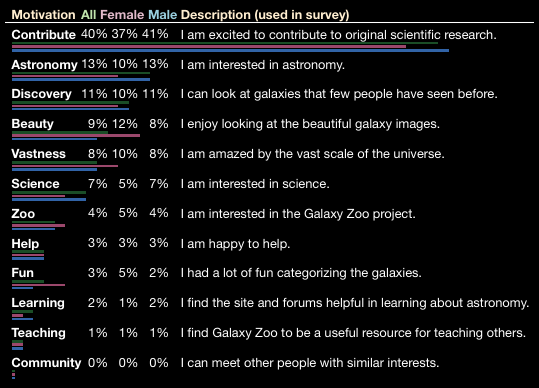 Motivation All Female Male Description (used in survey)
Contribute 40% 37% 41% I am excited to contribute to original scientific research.
Astronomy 13% 10% 13% I am interested in astronomy.
Discovery 11% 10% 11% I can look at galaxies that few people have seen before.
Beauty 9% 12% 8% I enjoy looking at the beautiful galaxy images.
Vastness 8% 10% 8% I am amazed by the vast scale of the universe.
Science 7% 5% 7% I am interested in science.
Zoo 4% 5% 4% I am interested in the Galaxy Zoo project.
Help 3% 3% 3% I am happy to help.
Fun 3% 5% 2% I had a lot of fun categorizing the galaxies.
Learning 2% 1% 2% I find the site and forums helpful in learning about astronomy.
Teaching 1% 1% 1% I find Galaxy Zoo to be a useful resource for teaching others.
Community 0% 0% 0% I can meet other people with similar interests.